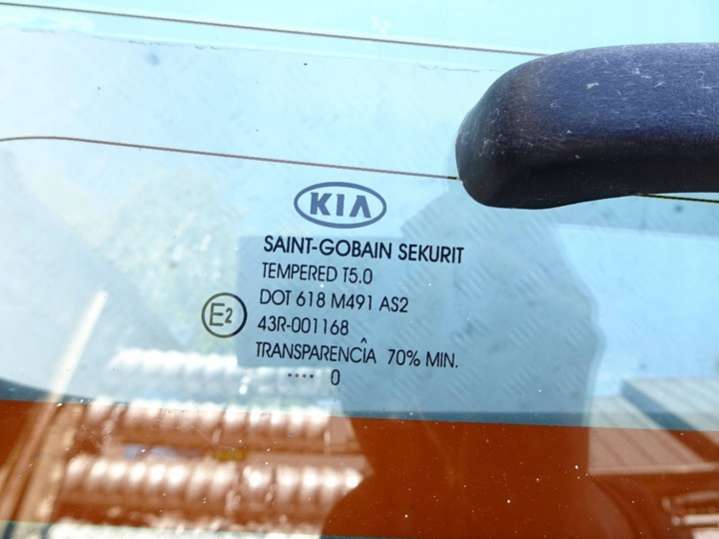 KIA
SAINT-GOBAIN SEKURIT
TEMPERED T5.0
DOT 618 M491 AS2
E2
43R-001168
TRANSPARENCÎA 70% MIN.
.... 0